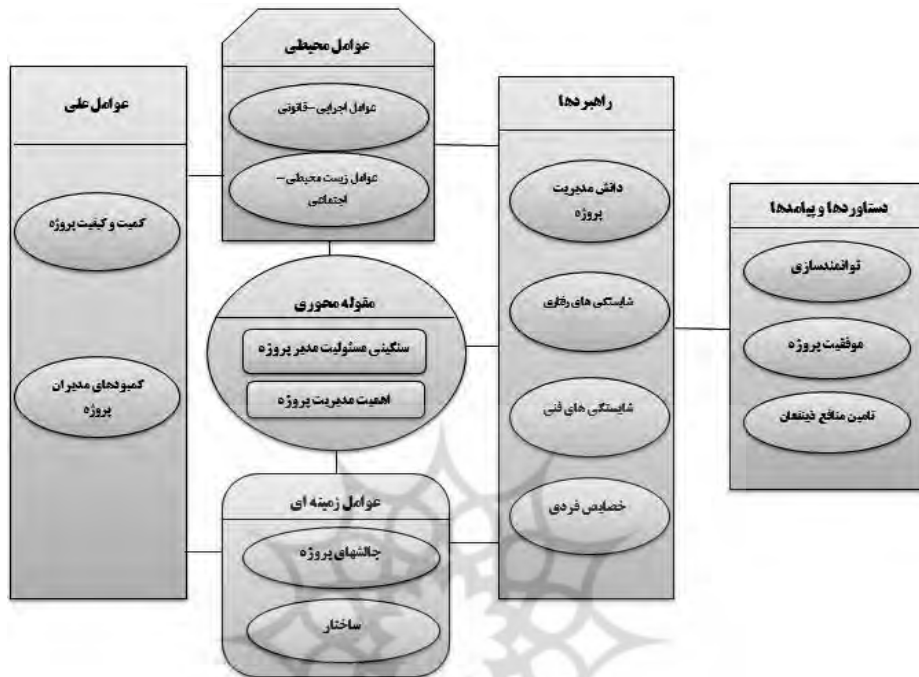 عوامل علی
کمیت و کیفیت پروژه
کمبودهای مدیران
پروژه
عوامل محیطی
عوامل اجرایی-قانونی
عوامل زیست محیطی-
اجتماعی
مقوله محوری
سنگینی مسئولیت مدیر پروژه
اهمیت مدیریت پروژه
عوامل زمینه ای
چالشهای پروژه
ساختار
راهبردها
دانش مدیریت
پروژه
شایستگی های رفتاری
شایستگی های فنی
خصایص فردی
دستاوردها و پیامدها
توانمندسازی
موفقیت پروژه
تامین منافع ذینفعان